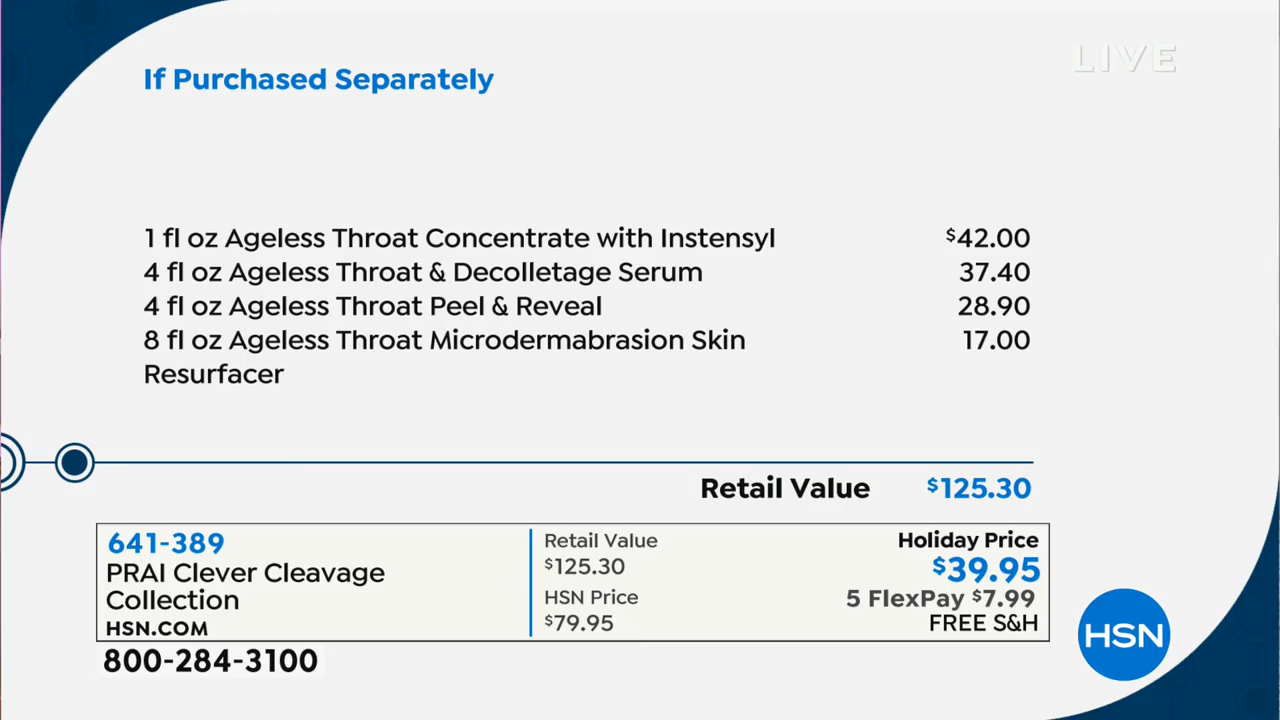 LIVE
If Purchased Separately
1 fl oz Ageless Throat Concentrate with Instensyl $42.00
4 fl oz Ageless Throat & Decolletage Serum 37.40
4 fl oz Ageless Throat Peel & Reveal 28.90
8 fl oz Ageless Throat Microdermabrasion Skin 17.00
Resurfacer
Retail Value $125.30
641-389
PRAI Clever Cleavage
Collection
HSN.COM
800-284-3100
Retail Value
$125.30
HSN Price
$79.95
Holiday Price
$39.95
5 FlexPay $7.99
FREE S&H
HSN